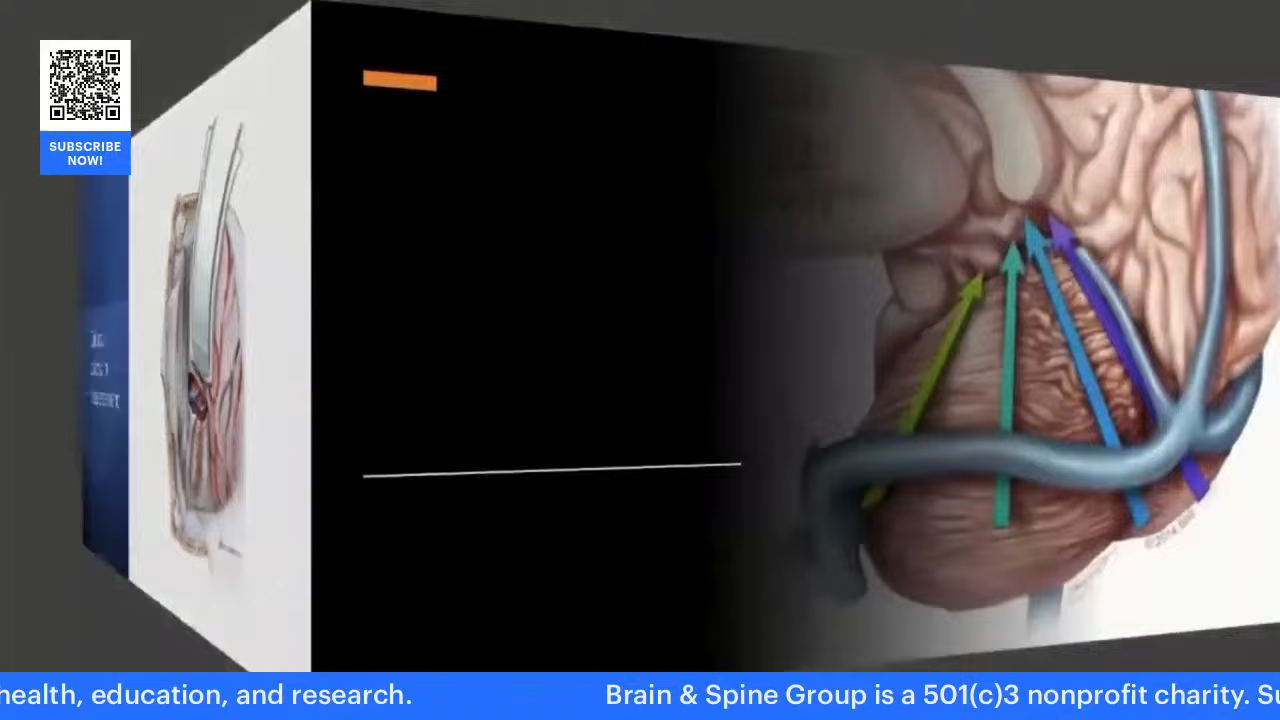 SUBSCRIBE
NOW!
health, education, and research.
Brain & Spine Group is a 501(c)3 nonprofit charity. Su